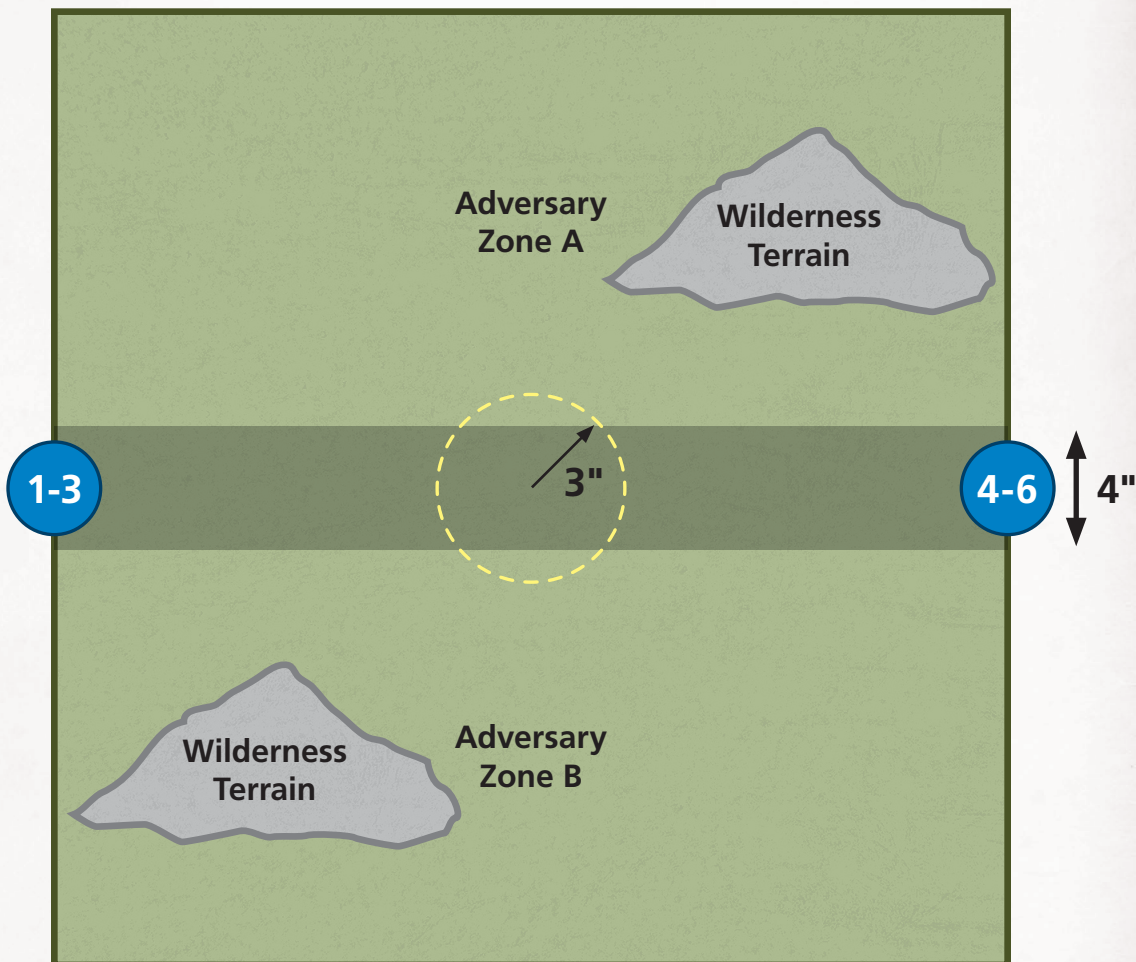 Adversary
Zone A
Wilderness
Terrain
1-3
3"
4-6
4"
Wilderness
Terrain
Adversary
Zone B